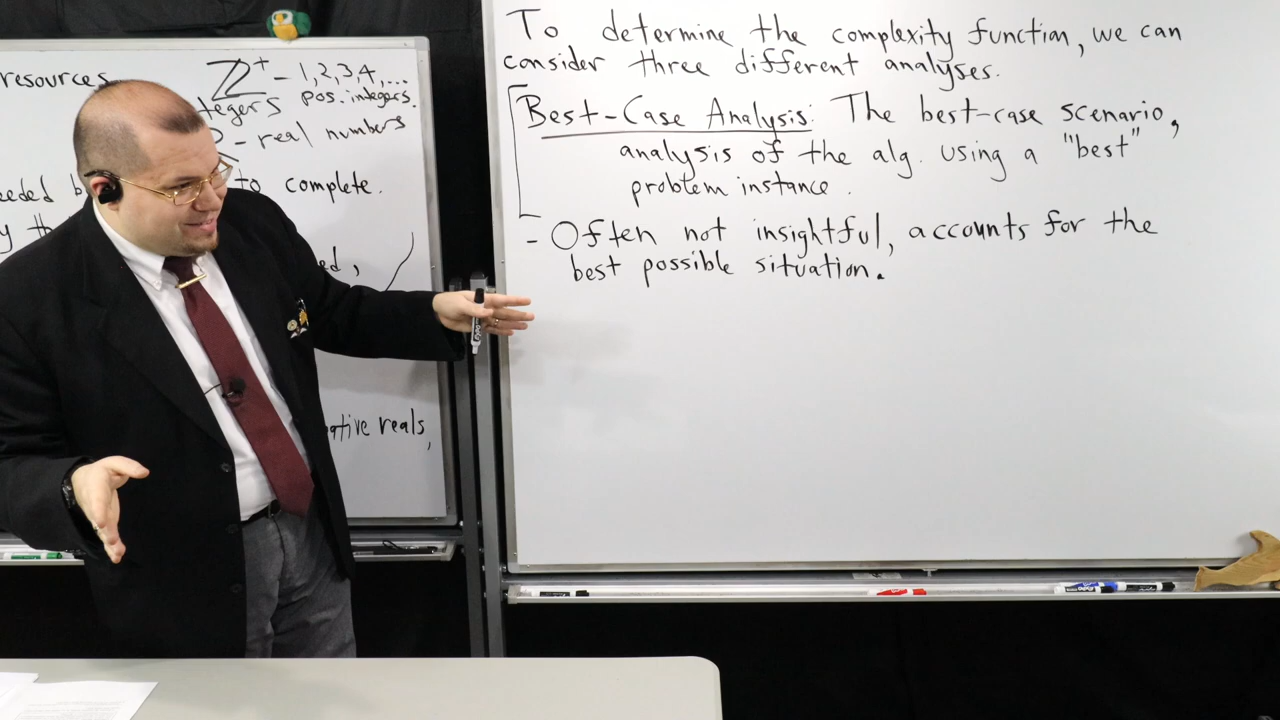 resources
ℤ⁺ - 1,2,3,4,...
tegers pos. integers.
- real numbers
eeded b to complete.
y th
ed,
ative reals,
To determine the complexity function, we can
consider three different analyses.
Best-Case Analysis: The best-case scenario,
analysis of the alg. using a "best"
problem instance.
- Often not insightful, accounts for the
best possible situation.